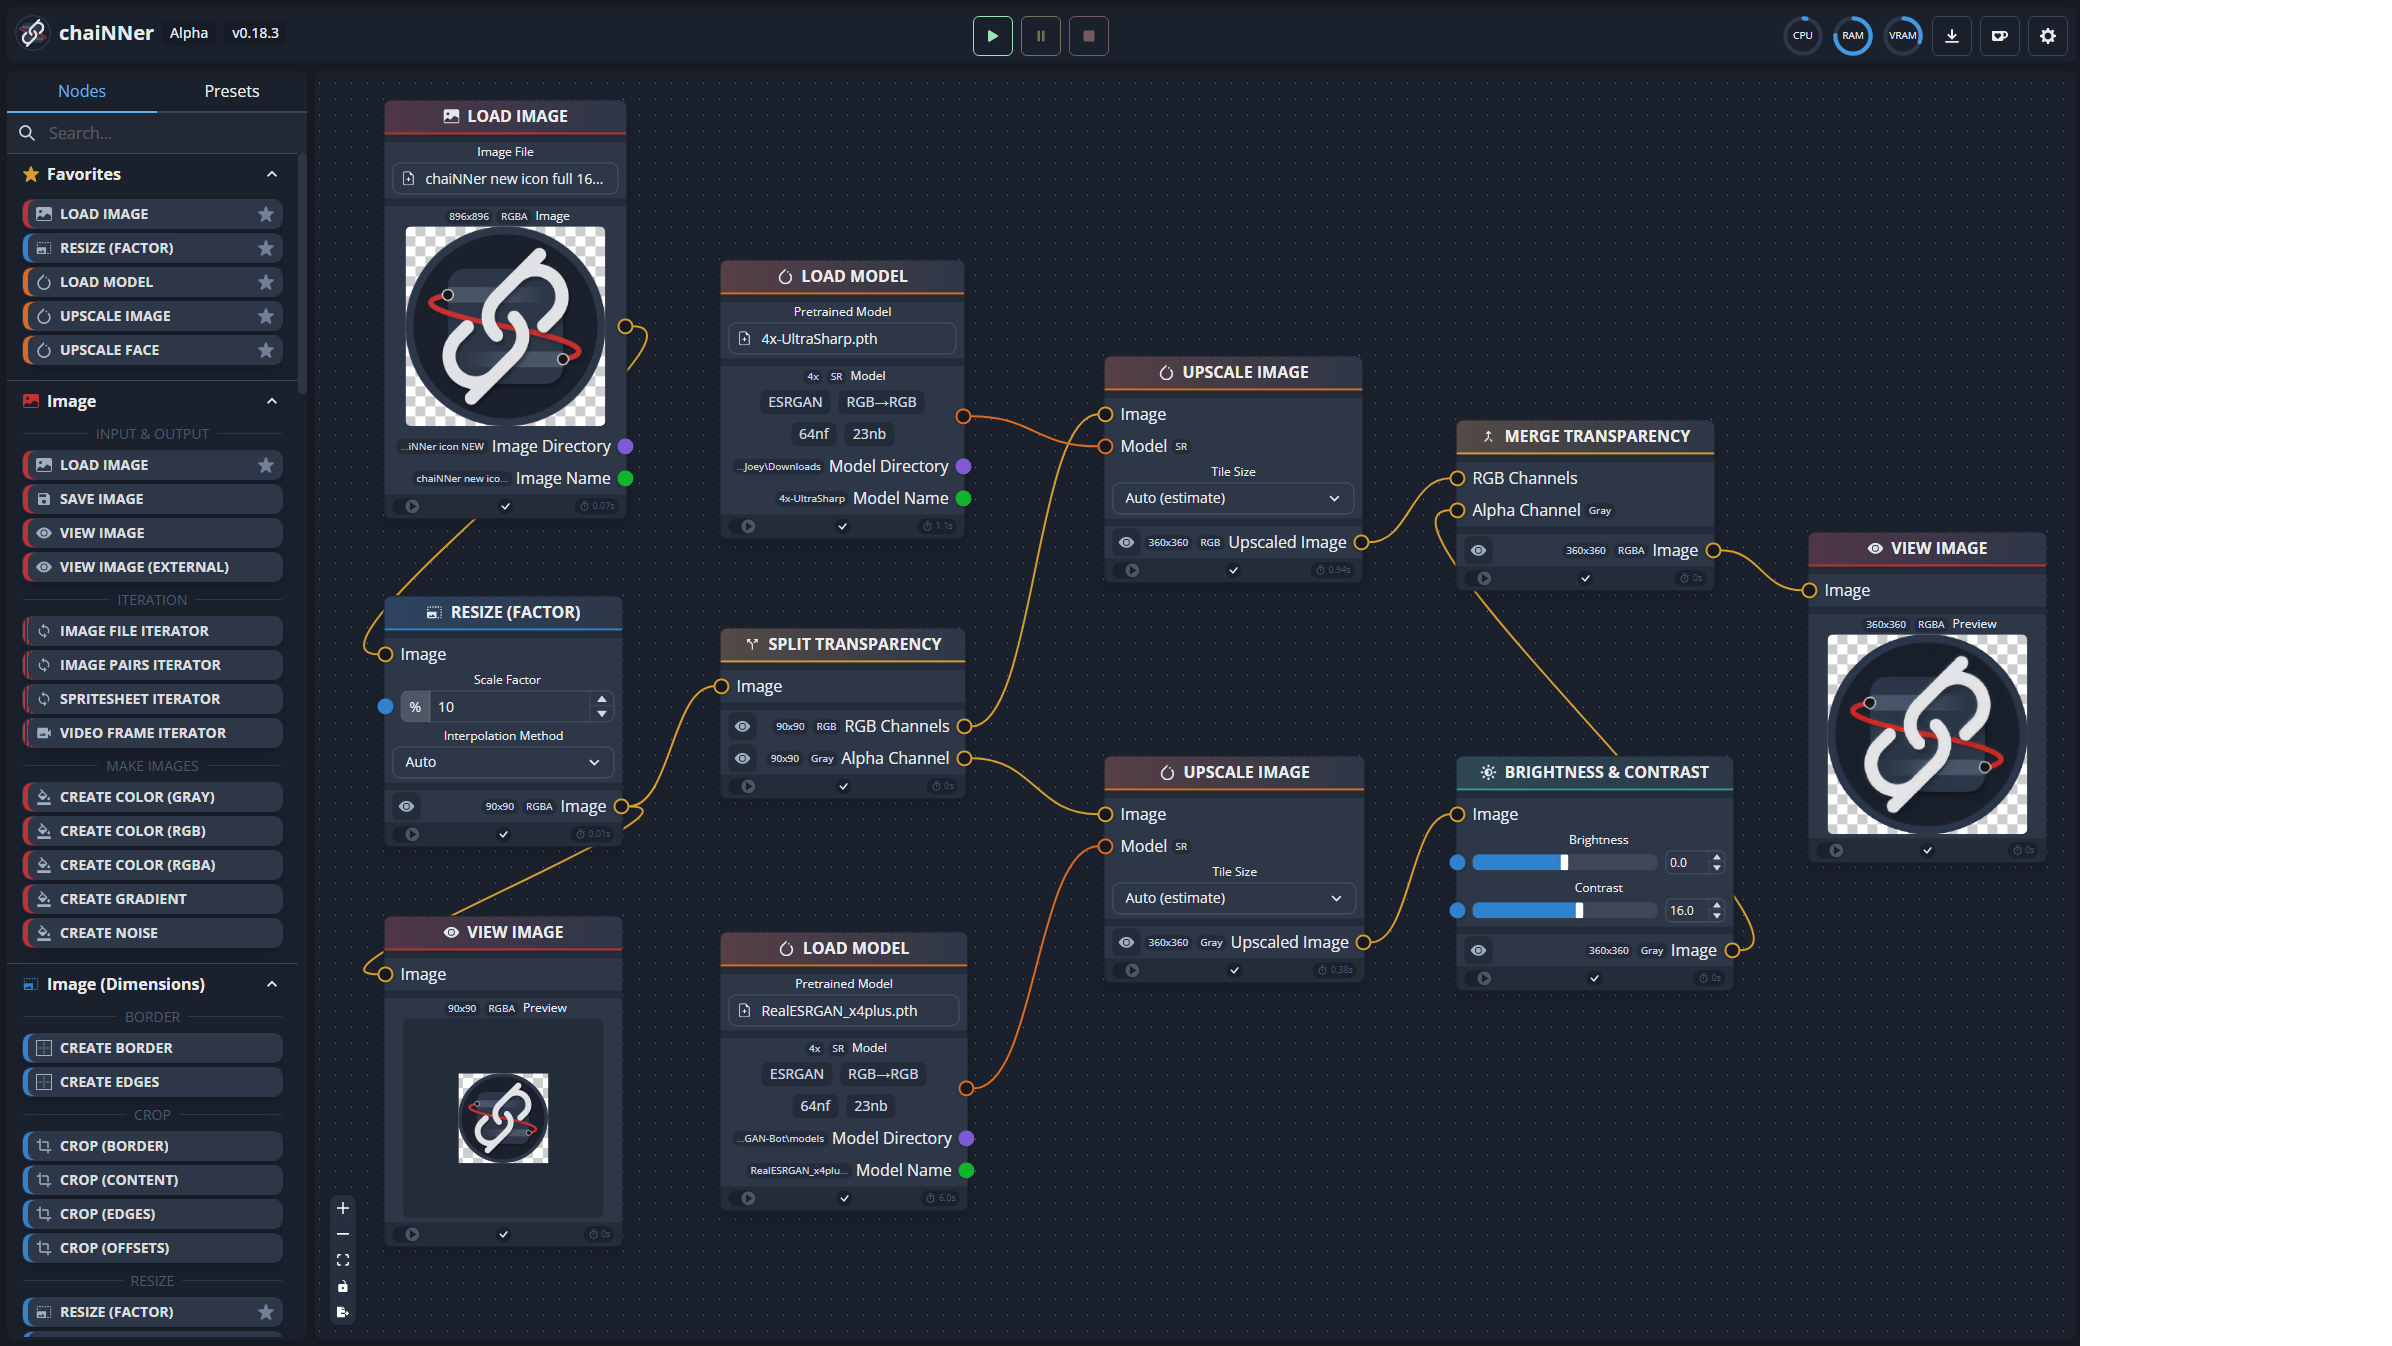 chaiNNer Alpha v0.18.3
CPU RAM VRAM
Nodes Presets
Search...
Favorites
LOAD IMAGE
RESIZE (FACTOR)
LOAD MODEL
UPSCALE IMAGE
UPSCALE FACE
Image
INPUT & OUTPUT
LOAD IMAGE
SAVE IMAGE
VIEW IMAGE
VIEW IMAGE (EXTERNAL)
ITERATION
IMAGE FILE ITERATOR
IMAGE PAIRS ITERATOR
SPRITESHEET ITERATOR
VIDEO FRAME ITERATOR
MAKE IMAGES
CREATE COLOR (GRAY)
CREATE COLOR (RGB)
CREATE COLOR (RGBA)
CREATE GRADIENT
CREATE NOISE
Image (Dimensions)
BORDER
CREATE BORDER
CREATE EDGES
CROP
CROP (BORDER)
CROP (CONTENT)
CROP (EDGES)
CROP (OFFSETS)
RESIZE
RESIZE (FACTOR)
LOAD IMAGE
Image File
chaiNNer new icon full 16...
896x896 RGBA Image
...iNNer icon NEW Image Directory
chaiNNer new ico... Image Name
0.07s
RESIZE (FACTOR)
Image
Scale Factor
% 10
Interpolation Method
Auto
90x90 RGBA Image
0.01s
VIEW IMAGE
Image
90x90 RGBA Preview
0s
LOAD MODEL
Pretrained Model
4x-UltraSharp.pth
4x SR Model
ESRGAN RGB→RGB
64nf 23nb
...Joey\Downloads Model Directory
4x-UltraSharp Model Name
1.1s
SPLIT TRANSPARENCY
Image
90x90 RGB RGB Channels
90x90 Gray Alpha Channel
0s
LOAD MODEL
Pretrained Model
RealESRGAN_x4plus.pth
4x SR Model
ESRGAN RGB→RGB
64nf 23nb
...GAN-Bot\models Model Directory
RealESRGAN_x4plu... Model Name
6.0s
UPSCALE IMAGE
Image
Model SR
Tile Size
Auto (estimate)
360x360 RGB Upscaled Image
0.94s
UPSCALE IMAGE
Image
Model SR
Tile Size
Auto (estimate)
360x360 Gray Upscaled Image
0.38s
MERGE TRANSPARENCY
RGB Channels
Alpha Channel Gray
360x360 RGBA Image
0s
BRIGHTNESS & CONTRAST
Image
Brightness
0.0
Contrast
16.0
360x360 Gray Image
0s
VIEW IMAGE
Image
360x360 RGBA Preview
0s